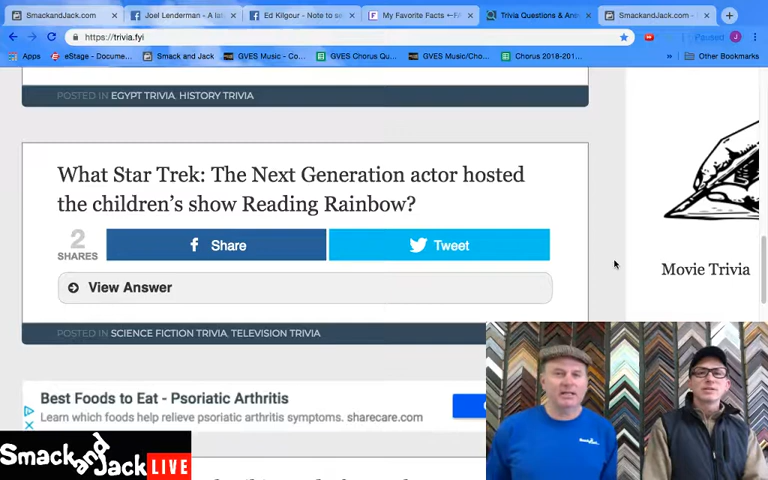 SmackandJack.com
Joel Lenderman - A la
Ed Kilgour - Note to se
My Favorite Facts ←F
Trivia Questions & An
SmackandJack.com -
https://trivia.fyi
Paused
J
Apps
eStage - Docume...
Smack and Jack
GVES Music - Co...
GVES Chorus Qu...
GVES Music/Cho...
Chorus 2018-201...
Other Bookmarks
POSTED IN EGYPT TRIVIA, HISTORY TRIVIA
What Star Trek: The Next Generation actor hosted
the children's show Reading Rainbow?
2
SHARES
Share
Tweet
View Answer
Movie Trivia
POSTED IN SCIENCE FICTION TRIVIA, TELEVISION TRIVIA
Best Foods to Eat - Psoriatic Arthritis
Learn which foods help relieve psoriatic arthritis symptoms. sharecare.com
Smack and Jack LIVE